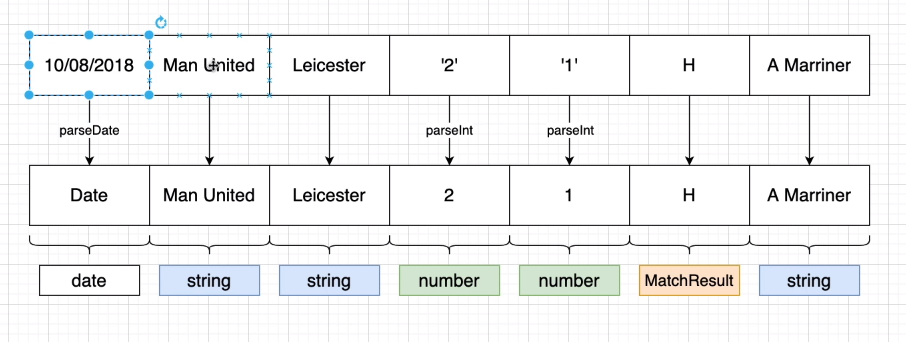 10/08/2018 Man United Leicester '2' '1' H A Marriner
parseDate parseInt parseInt
Date Man United Leicester 2 1 H A Marriner
date string string number number MatchResult string